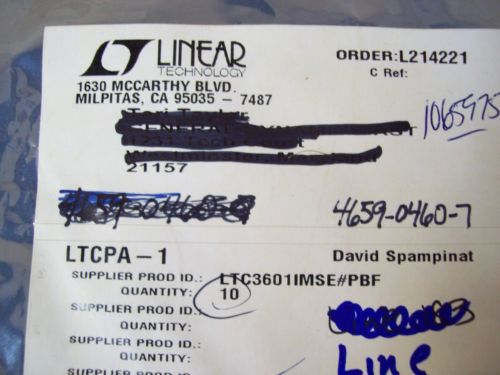 LINEAR
TECHNOLOGY
ORDER:L214221
C Ref:
1630 MCCARTHY BLVD.
MILPITAS, CA 95035 - 7487
1065975
21157
4659-0460-7
LTCPA - 1
David Spampinat
SUPPLIER PROD ID.: LTC3601IMSE#PBF
QUANTITY: 10
SUPPLIER PROD ID.:
QUANTITY:
Line
SUPPLIER PROD ID.: